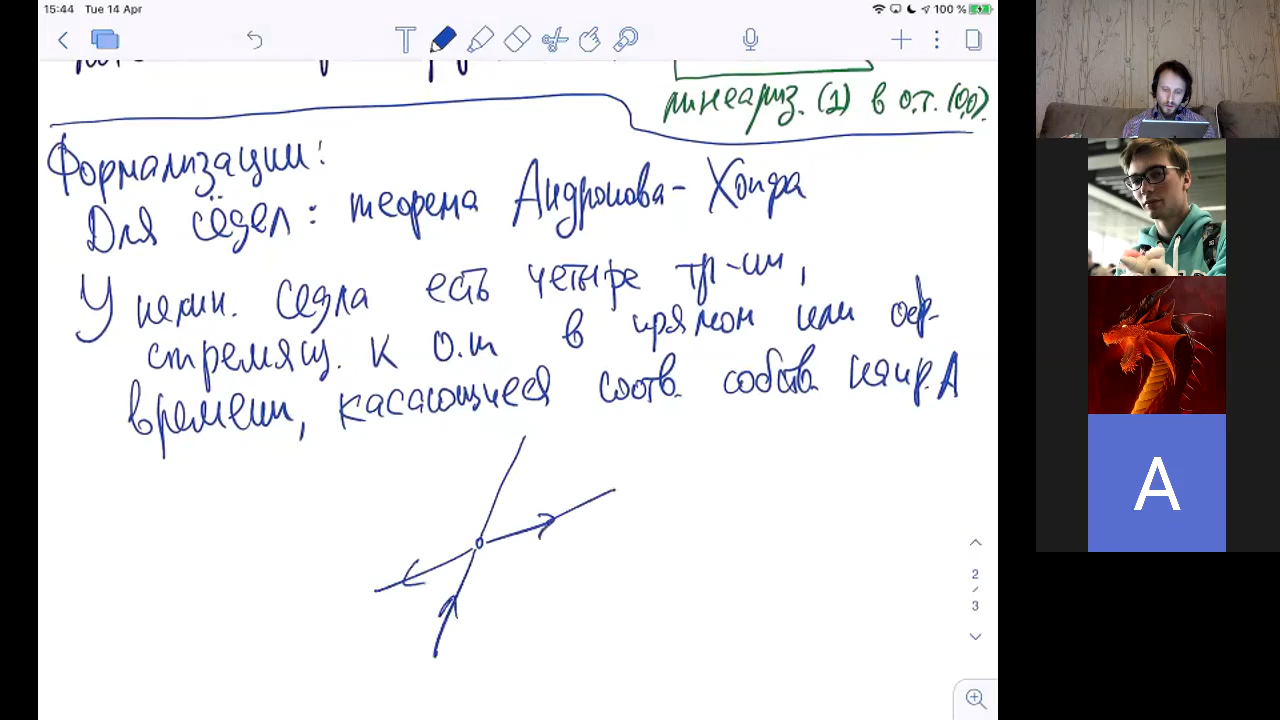 15:44 Tue 14 Apr
100 %
T
линеариз. (1) в о.т. (0,0).
Формализации:
Для сёдел: теорема Андронова-Хопфа
У нелин. седла есть четыре тр-ии,
стремящ. к о.т в прямом или обр.
времени, касающиеся соотв. собств. напр. A
2
3
A